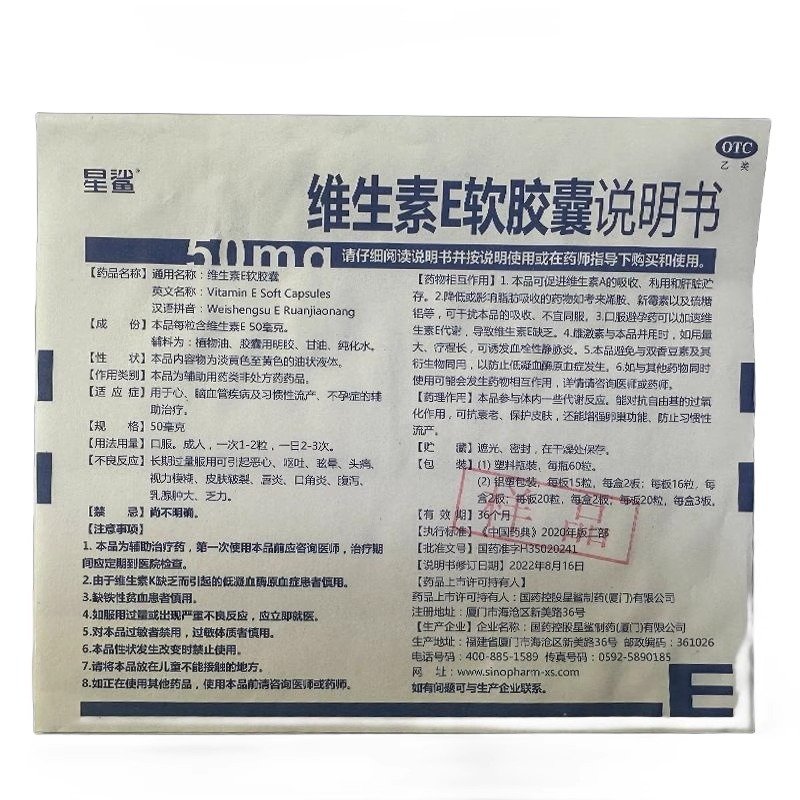 星鲨
OTC
乙类
维生素E软胶囊说明书
50mg
请仔细阅读说明书并按说明使用或在药师指导下购买和使用。
【药品名称】通用名称：维生素E软胶囊
英文名称：Vitamin E Soft Capsules
汉语拼音：Weishengsu E Ruanjiaonang
【成 份】本品每粒含维生素E 50毫克。
辅料为：植物油、胶囊用明胶、甘油、纯化水。
【性 状】本品内容物为淡黄色至黄色的油状液体。
【作用类别】本品为辅助用药类非处方药药品。
【适 应 症】用于心、脑血管疾病及习惯性流产、不孕症的辅
助治疗。
【规 格】50毫克
【用法用量】口服。成人，一次1-2粒，一日2-3次。
【不良反应】长期过量服用可引起恶心、呕吐、眩晕、头痛、
视力模糊、皮肤皲裂、唇炎、口角炎、腹泻、
乳腺肿大、乏力。
【禁 忌】尚不明确。
【注意事项】
1. 本品为辅助治疗药，第一次使用本品前应咨询医师，治疗期
间应定期到医院检查。
2.由于维生素K缺乏而引起的低凝血酶原血症患者慎用。
3.缺铁性贫血患者慎用。
4.如服用过量或出现严重不良反应，应立即就医。
5.对本品过敏者禁用，过敏体质者慎用。
6.本品性状发生改变时禁止使用。
7.请将本品放在儿童不能接触的地方。
8.如正在使用其他药品，使用本品前请咨询医师或药师。
【药物相互作用】1.本品可促进维生素A的吸收、利用和肝脏贮
存。2.降低或影响脂肪吸收的药物如考来烯胺、新霉素以及硫糖
铝等，可干扰本品的吸收、不宜同服。3.口服避孕药可以加速维
生素E代谢，导致维生素E缺乏。4.雌激素与本品并用时，如用量
大、疗程长，可诱发血栓性静脉炎。5.本品避免与双香豆素及其
衍生物同用，以防止低凝血酶原血症发生。6.如与其他药物同时
使用可能会发生药物相互作用，详情请咨询医师或药师。
【药理作用】本品参与体内一些代谢反应。能对抗自由基的过氧
化作用，可抗衰老、保护皮肤，还能增强卵巢功能、防止习惯性
流产。
【贮 藏】遮光、密封，在干燥处保存。
【包 装】(1) 塑料瓶装，每瓶60粒。
(2) 铝塑包装，每板15粒，每盒2板；每板16粒，每
盒2板；每板20粒，每盒2板；每板20粒，每盒3板。
【有 效 期】36个月
【执行标准】《中国药典》2020年版二部
【批准文号】国药准字H35020241
【说明书修订日期】2022年8月16日
【药品上市许可持有人】
药品上市许可持有人：国药控股星鲨制药(厦门)有限公司
注册地址：厦门市海沧区新美路36号
【生产企业】企业名称：国药控股星鲨制药(厦门)有限公司
生产地址：福建省厦门市海沧区新美路36号 邮政编码：361026
电话号码：400-885-1589 传真号码：0592-5890185
网 址：www.sinopharm-xs.com
如有问题可与生产企业联系。
样品
E